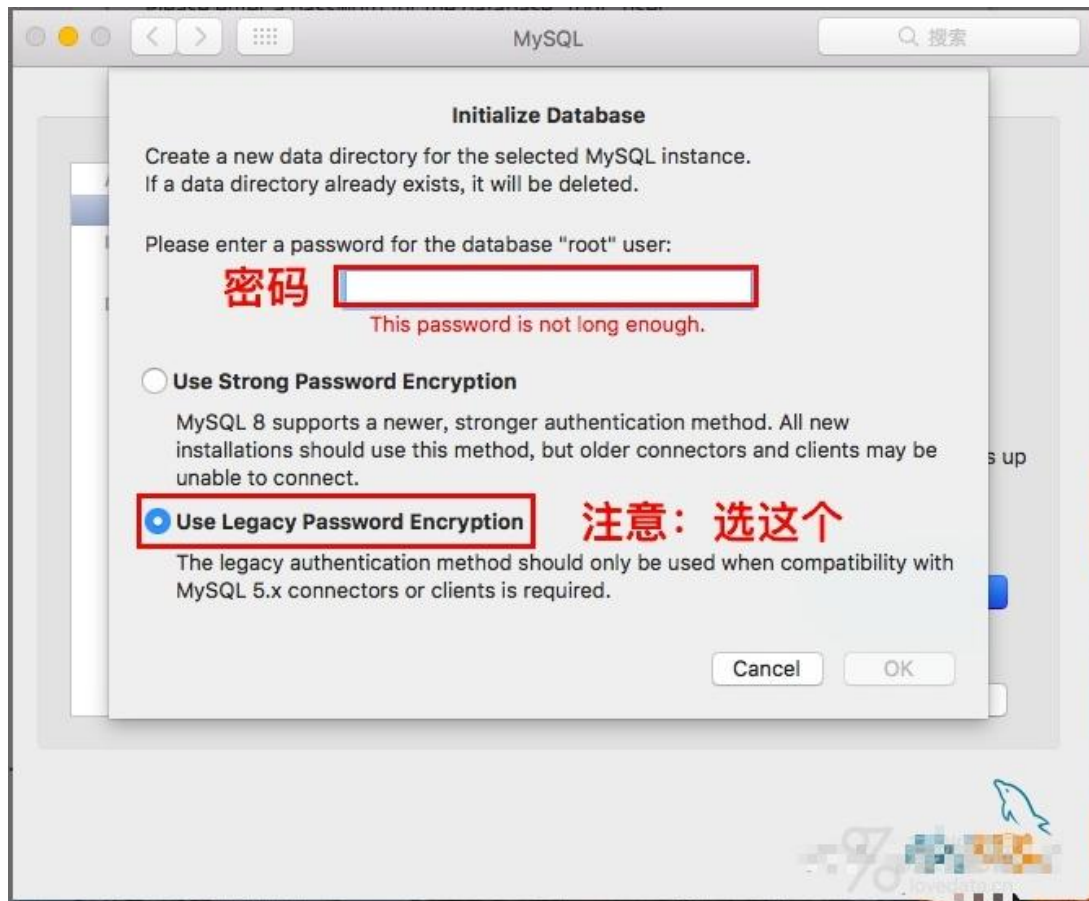 MySQL
搜索
Initialize Database
Create a new data directory for the selected MySQL instance.
If a data directory already exists, it will be deleted.
Please enter a password for the database "root" user:
密码
This password is not long enough.
Use Strong Password Encryption
MySQL 8 supports a newer, stronger authentication method. All new
installations should use this method, but older connectors and clients may be
unable to connect.
s up
Use Legacy Password Encryption
注意：选这个
The legacy authentication method should only be used when compatibility with
MySQL 5.x connectors or clients is required.
Cancel
OK
lovedata.cn